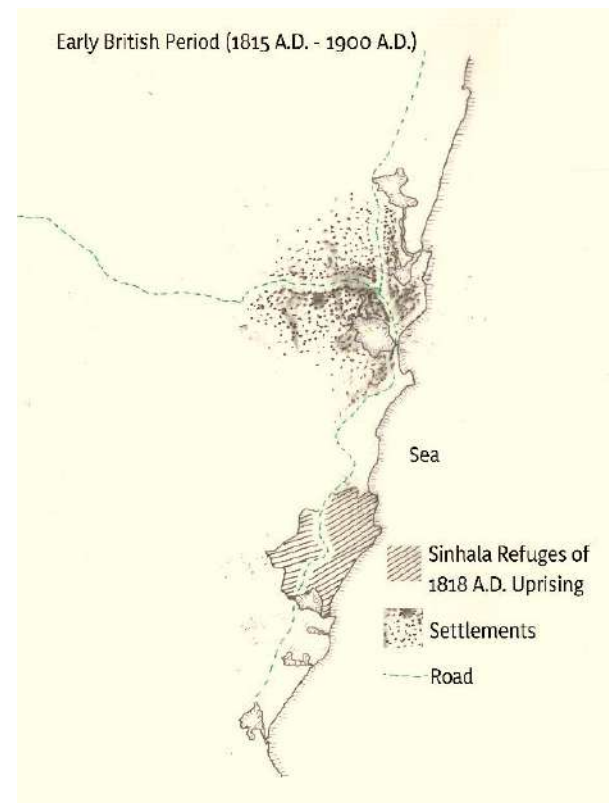 Early British Period (1815 A.D. - 1900 A.D.)
Sea
Sinhala Refuges of
1818 A.D. Uprising
Settlements
Road